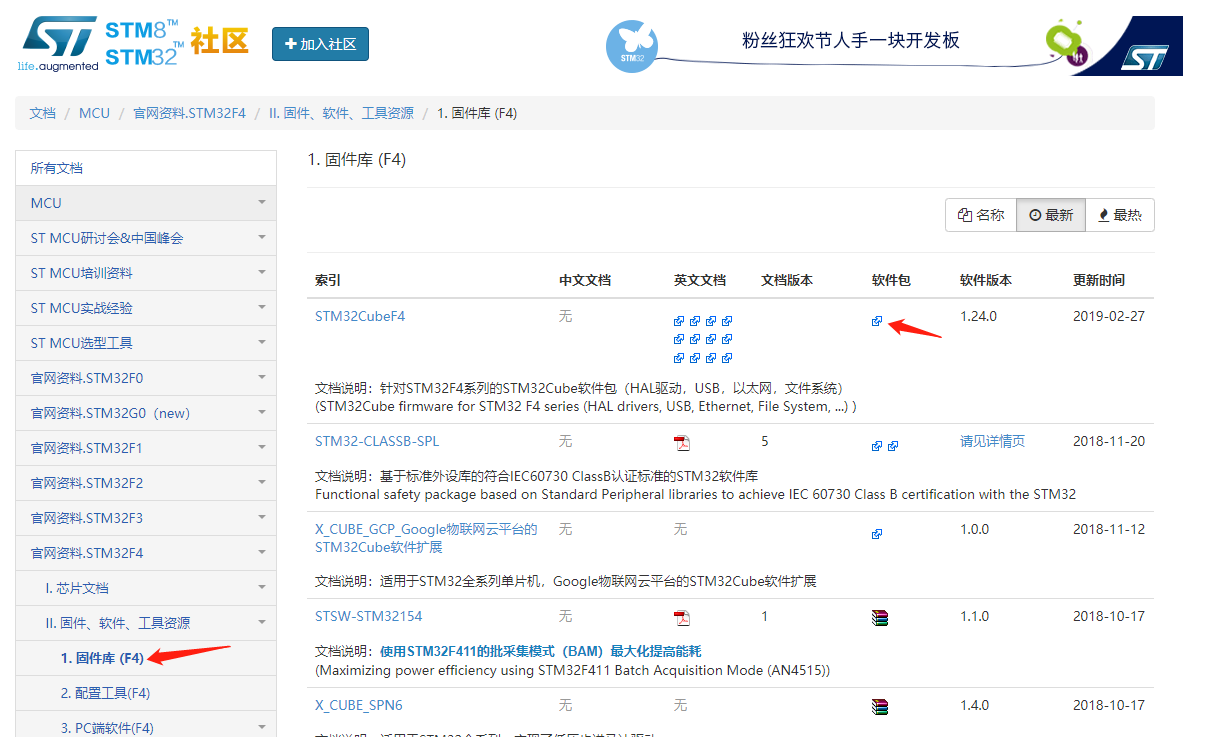 ST
life.augmented
STM8™
STM32™
社区
加入社区
STM32
粉丝狂欢节人手一块开发板
ST
文档 / MCU / 官网资料.STM32F4 / II. 固件、软件、工具资源 / 1. 固件库 (F4)
所有文档
MCU
ST MCU研讨会&中国峰会
ST MCU培训资料
ST MCU实战经验
ST MCU选型工具
官网资料.STM32F0
官网资料.STM32G0（new）
官网资料.STM32F1
官网资料.STM32F2
官网资料.STM32F3
官网资料.STM32F4
I. 芯片文档
II. 固件、软件、工具资源
1. 固件库 (F4)
2. 配置工具(F4)
3. PC端软件(F4)
1. 固件库 (F4)
名称 最新 最热
索引 中文文档 英文文档 文档版本 软件包 软件版本 更新时间
STM32CubeF4 无 1.24.0 2019-02-27
文档说明：针对STM32F4系列的STM32Cube软件包（HAL驱动，USB，以太网，文件系统）
(STM32Cube firmware for STM32 F4 series (HAL drivers, USB, Ethernet, File System, ...) )
STM32-CLASSB-SPL 无 5 请见详情页 2018-11-20
文档说明：基于标准外设库的符合IEC60730 ClassB认证标准的STM32软件库
Functional safety package based on Standard Peripheral libraries to achieve IEC 60730 Class B certification with the STM32
X_CUBE_GCP_Google物联网云平台的 无 无 1.0.0 2018-11-12
STM32Cube软件扩展
文档说明：适用于STM32全系列单片机，Google物联网云平台的STM32Cube软件扩展
STSW-STM32154 无 1 1.1.0 2018-10-17
文档说明：使用STM32F411的批采集模式（BAM）最大化提高能耗
(Maximizing power efficiency using STM32F411 Batch Acquisition Mode (AN4515))
X_CUBE_SPN6 无 无 1.4.0 2018-10-17